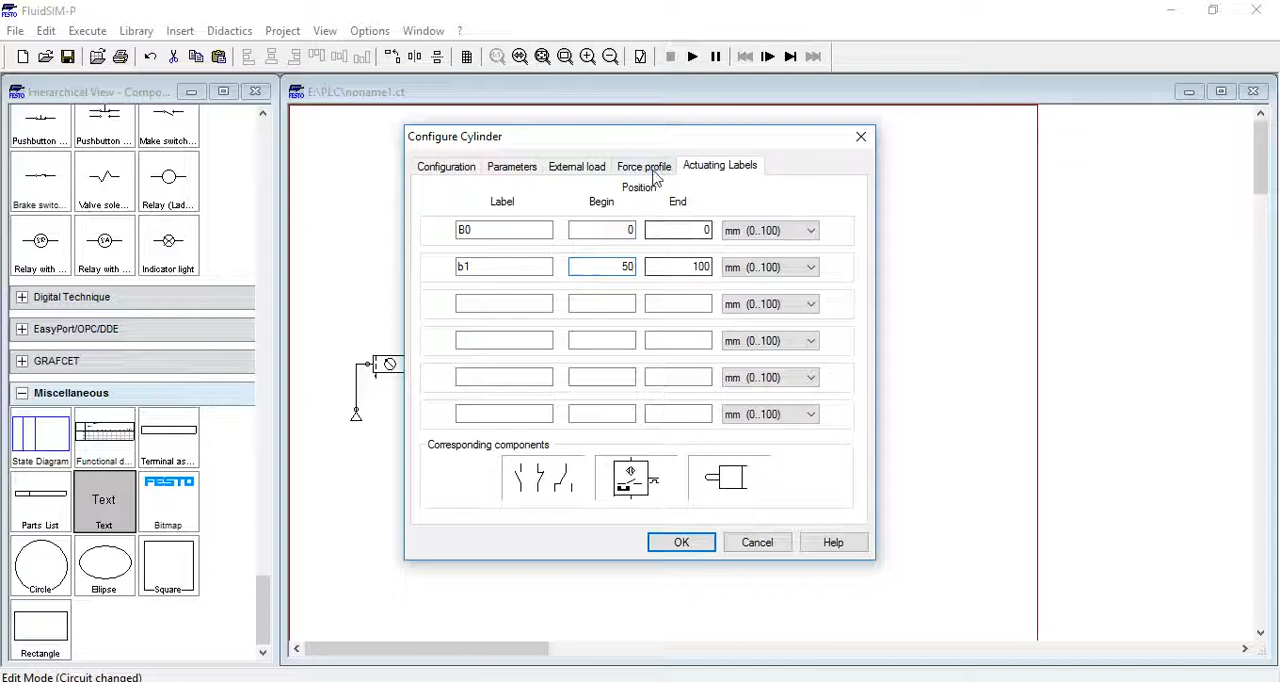 FluidSIM-P
File Edit Execute Library Insert Didactics Project View Options Window ?
Hierarchical View - Compo...
E:\PLC\noname1.ct
Pushbutton ... Pushbutton ... Make switch...
Brake switc... Valve sole... Relay (Lad...
Relay with ... Relay with ... Indicator light
Digital Technique
EasyPort/OPC/DDE
GRAFCET
Miscellaneous
State Diagram Functional d... Terminal as...
Text FESTO
Parts List Text Bitmap
Circle Ellipse Square
Rectangle
Configure Cylinder
Configuration Parameters External load Force profile Actuating Labels
Position
Label Begin End
B0 0 0 mm (0..100)
b1 50 100 mm (0..100)
mm (0..100)
mm (0..100)
mm (0..100)
mm (0..100)
Corresponding components
OK Cancel Help
Edit Mode (Circuit changed)